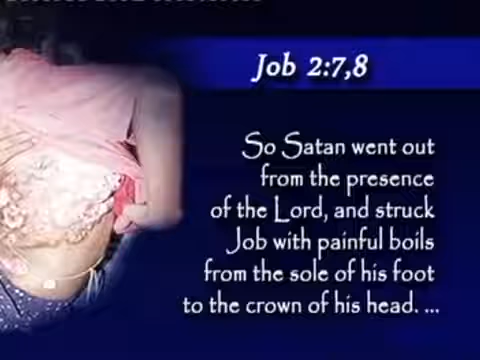 Job 2:7,8
So Satan went out
from the presence
of the Lord, and struck
Job with painful boils
from the sole of his foot
to the crown of his head. ...